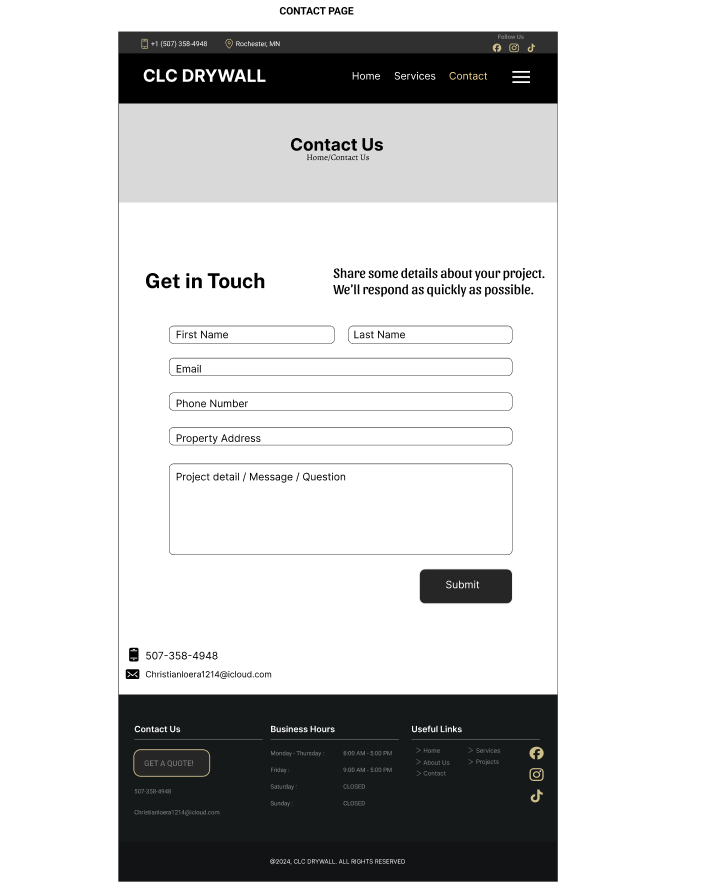 CONTACT PAGE
+1 (507) 358-4948
Rochester, MN
Follow Us
CLC DRYWALL
Home
Services
Contact
Contact Us
Home/Contact Us
Get in Touch
Share some details about your project.
We'll respond as quickly as possible.
First Name
Last Name
Email
Phone Number
Property Address
Project detail / Message / Question
Submit
507-358-4948
Christianloera1214@icloud.com
Contact Us
GET A QUOTE!
507-358-4948
Christianloera1214@icloud.com
Business Hours
Monday - Thursday : 6:00 AM - 5:00 PM
Friday : 9:00 AM - 5:00 PM
Saturday : CLOSED
Sunday : CLOSED
Useful Links
> Home
> Services
> About Us
> Projects
> Contact
@2024, CLC DRYWALL. ALL RIGHTS RESERVED